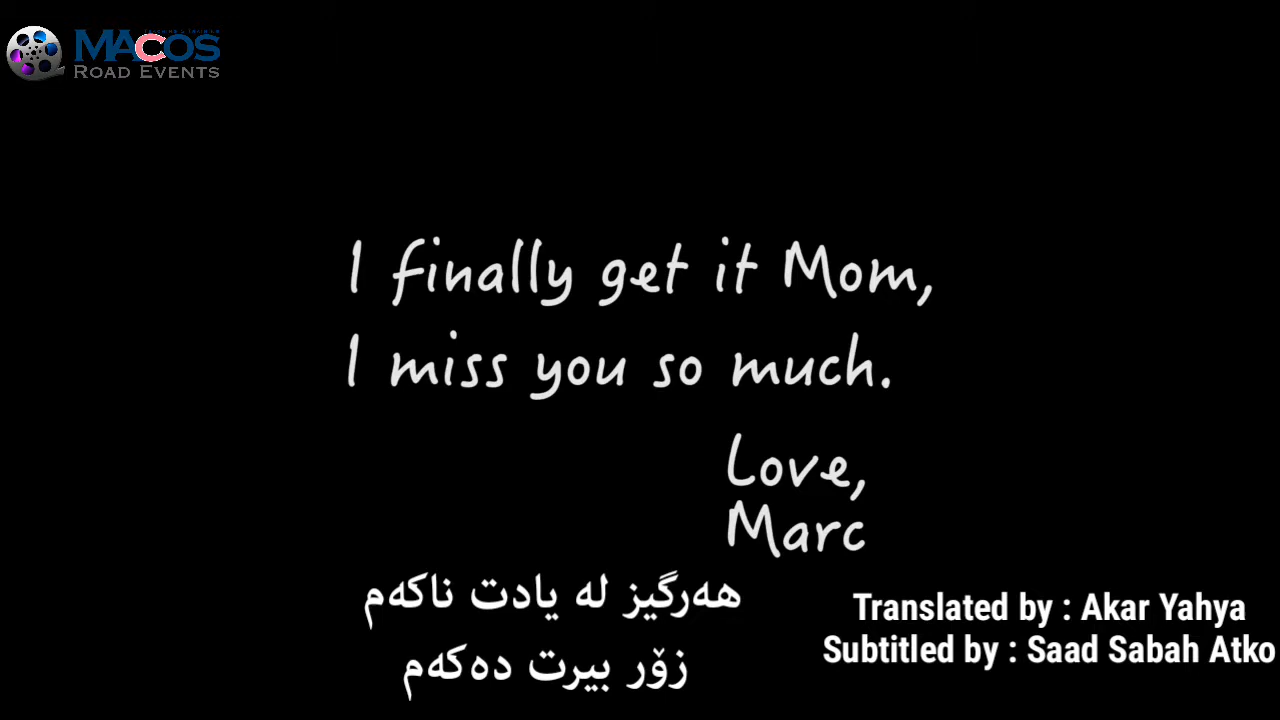 MACOS
ROAD EVENTS
I finally get it Mom,
I miss you so much.
Love,
Marc
هەرگیز لە یادت ناکەم
زۆر بیرت دەکەم
Translated by : Akar Yahya
Subtitled by : Saad Sabah Atko